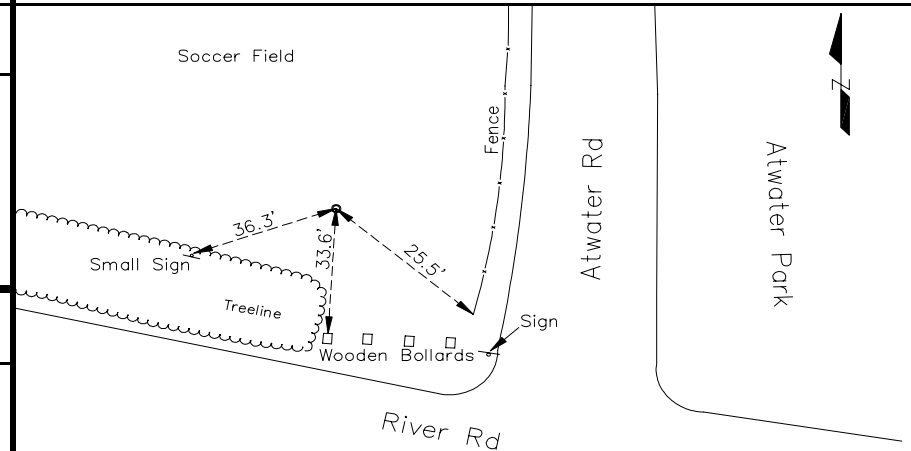 Soccer Field
Fence
Atwater Rd
N
Atwater Park
36.3'
33.6'
25.5'
Small Sign
Treeline
Sign
Wooden Bollards
River Rd